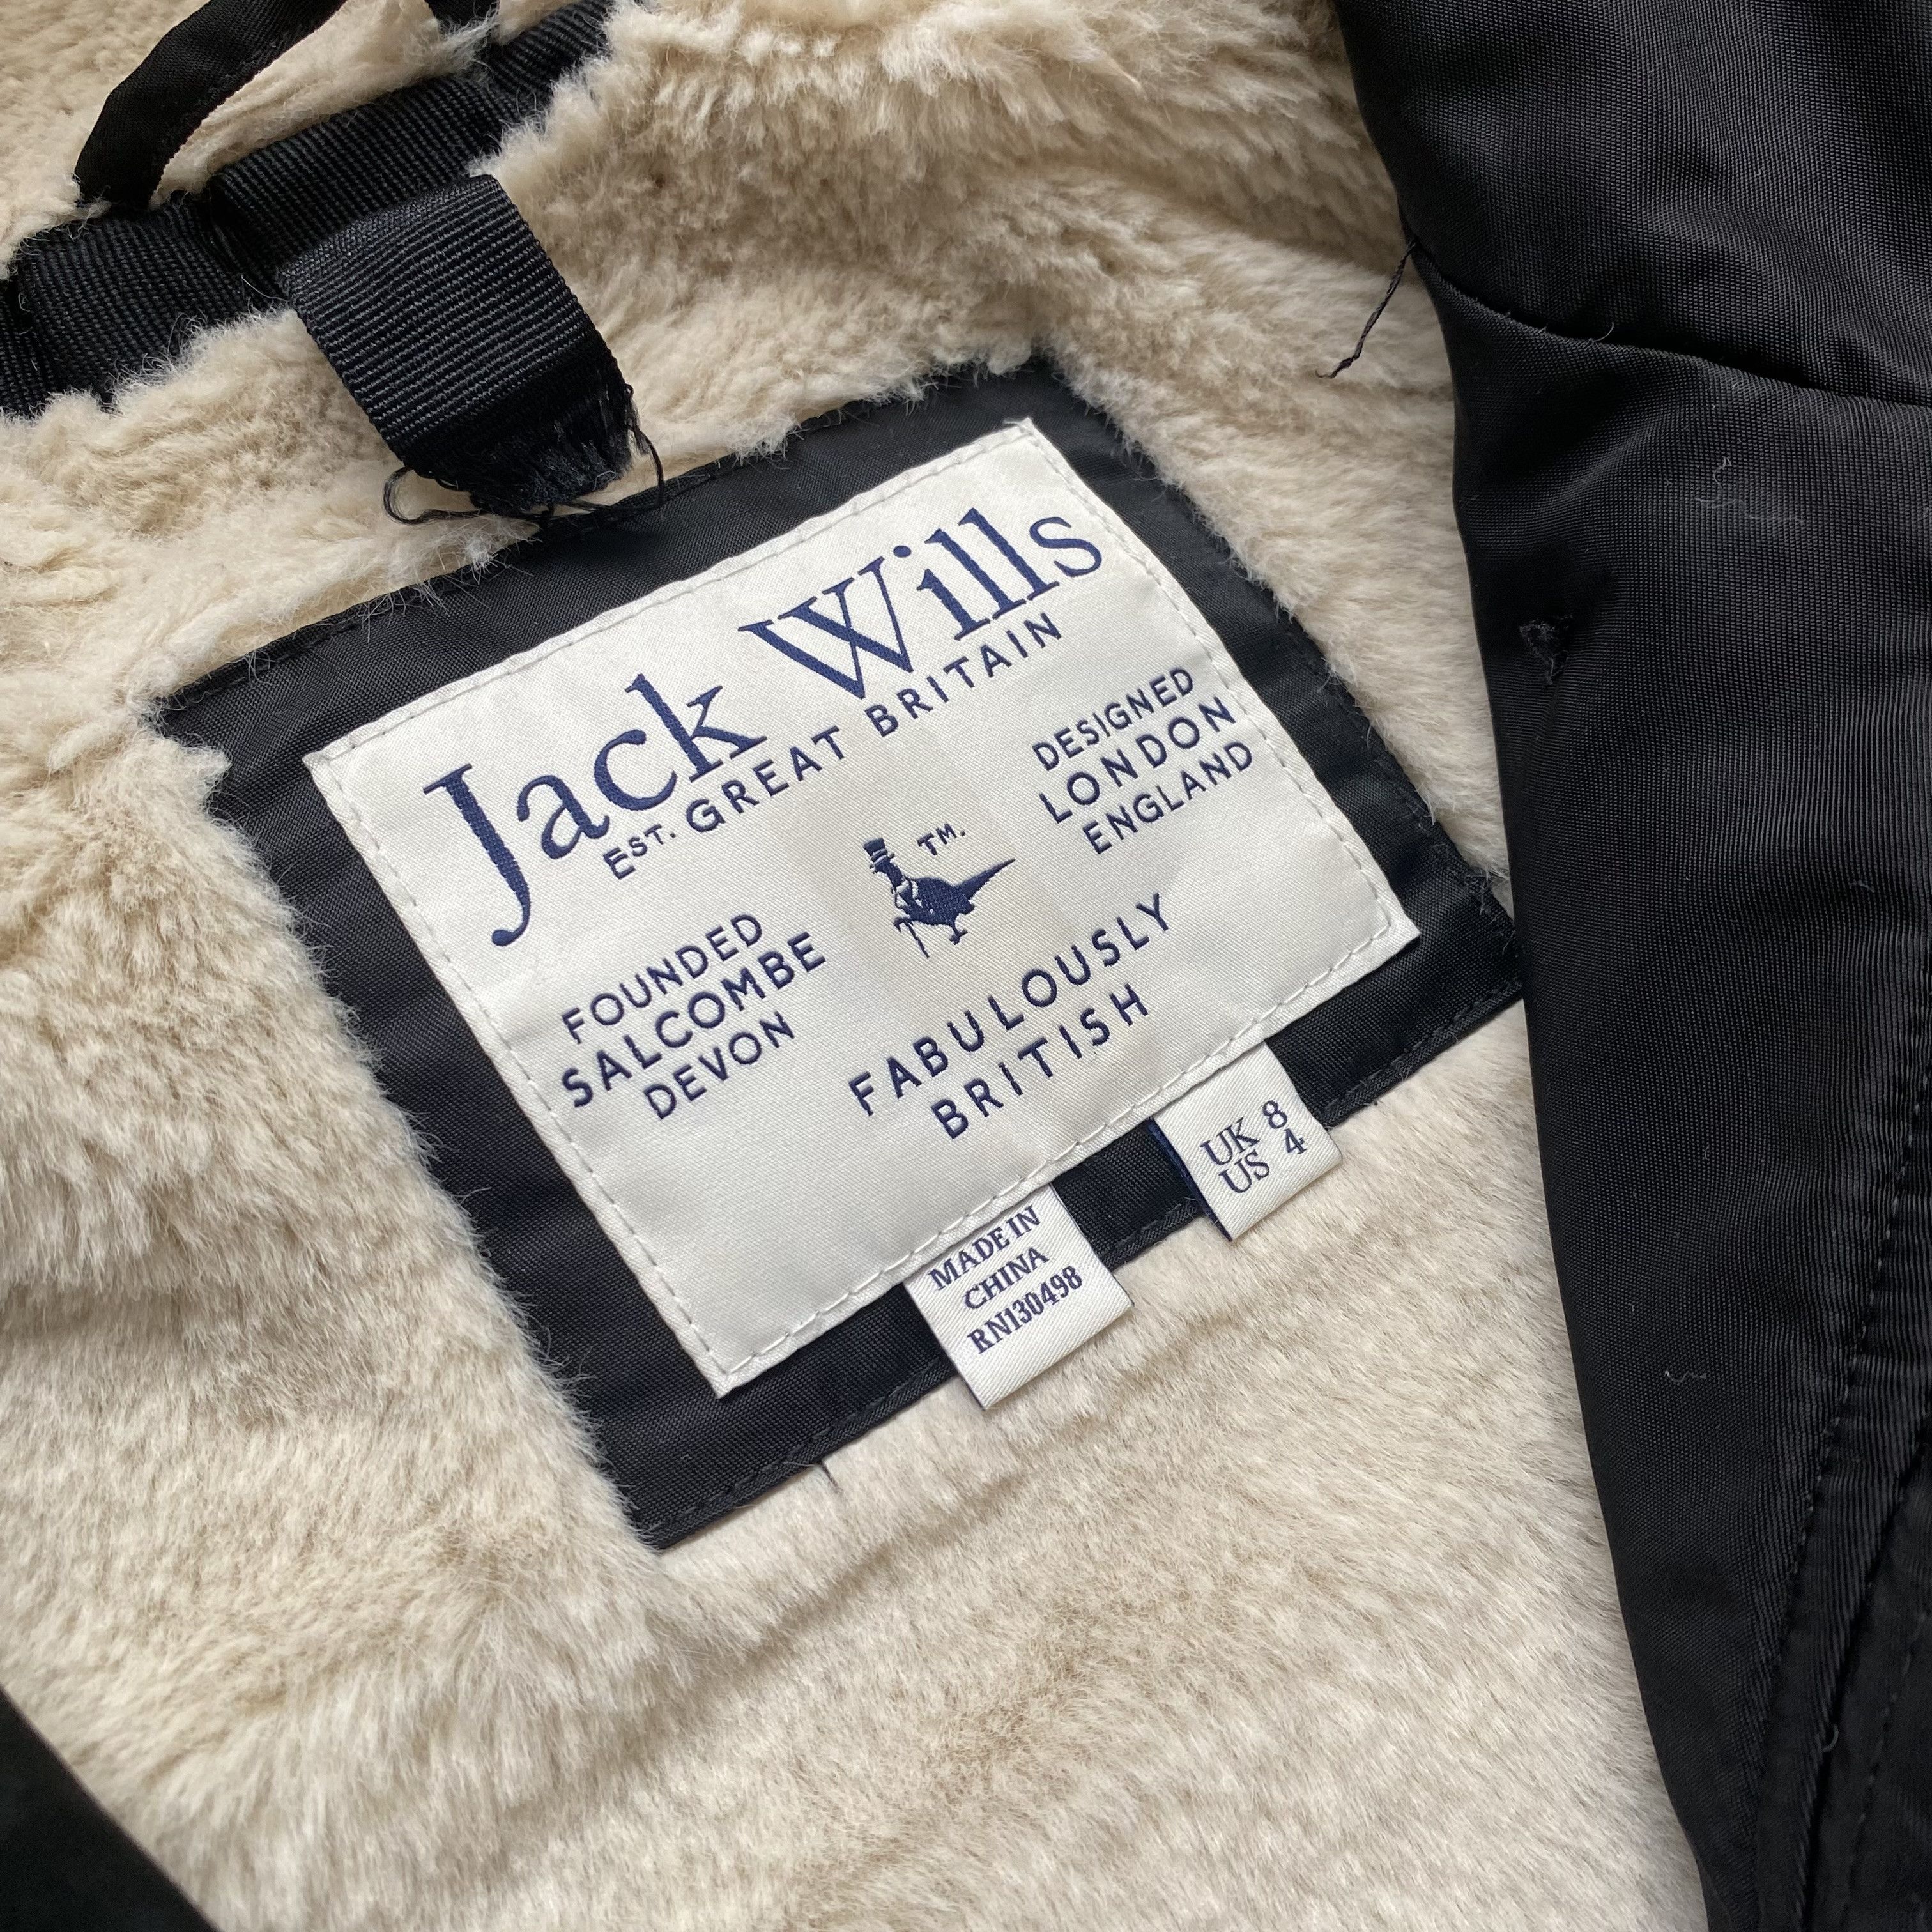 Jack Wills
EST. GREAT BRITAIN
DESIGNED
LONDON
ENGLAND
TM.
FOUNDED
SALCOMBE
DEVON
FABULOUSLY
BRITISH
UK 8
US 4
MADE IN
CHINA
RN130498